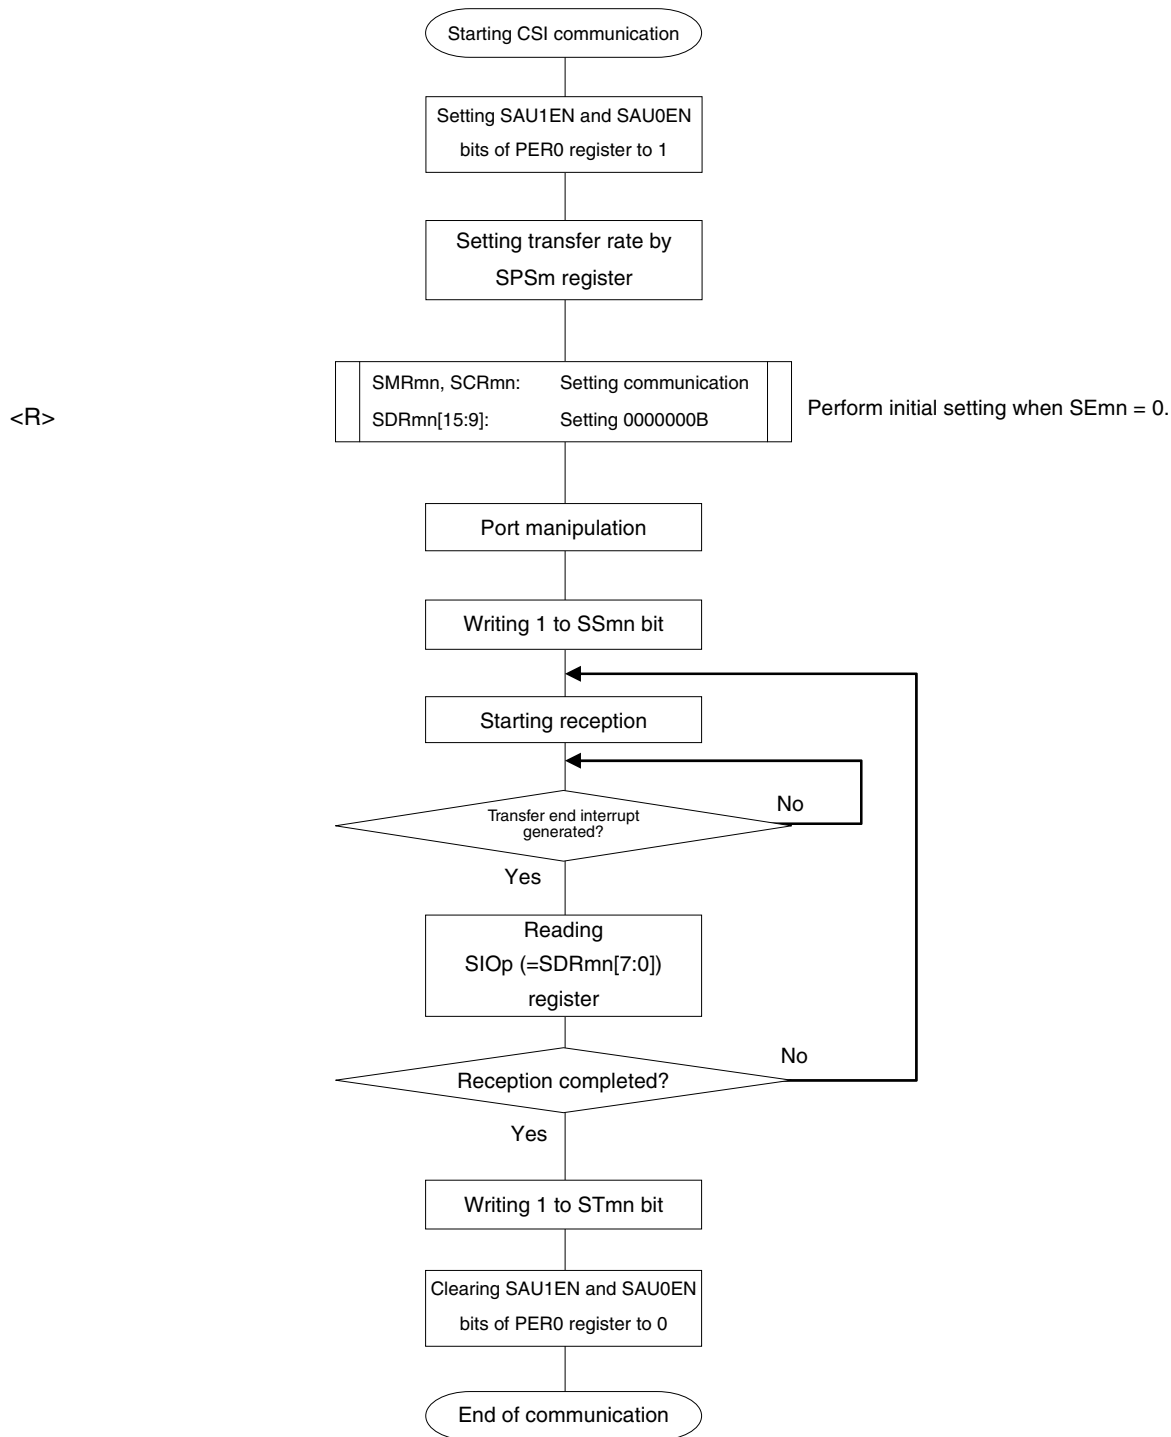 Starting CSI communication
Setting SAU1EN and SAU0EN
bits of PER0 register to 1
Setting transfer rate by
SPSm register
<R>
SMRmn, SCRmn: Setting communication
SDRmn[15:9]: Setting 0000000B
Perform initial setting when SEmn = 0.
Port manipulation
Writing 1 to SSmn bit
Starting reception
Transfer end interrupt
generated?
No
Yes
Reading
SIOp (=SDRmn[7:0])
register
Reception completed?
No
Yes
Writing 1 to STmn bit
Clearing SAU1EN and SAU0EN
bits of PER0 register to 0
End of communication